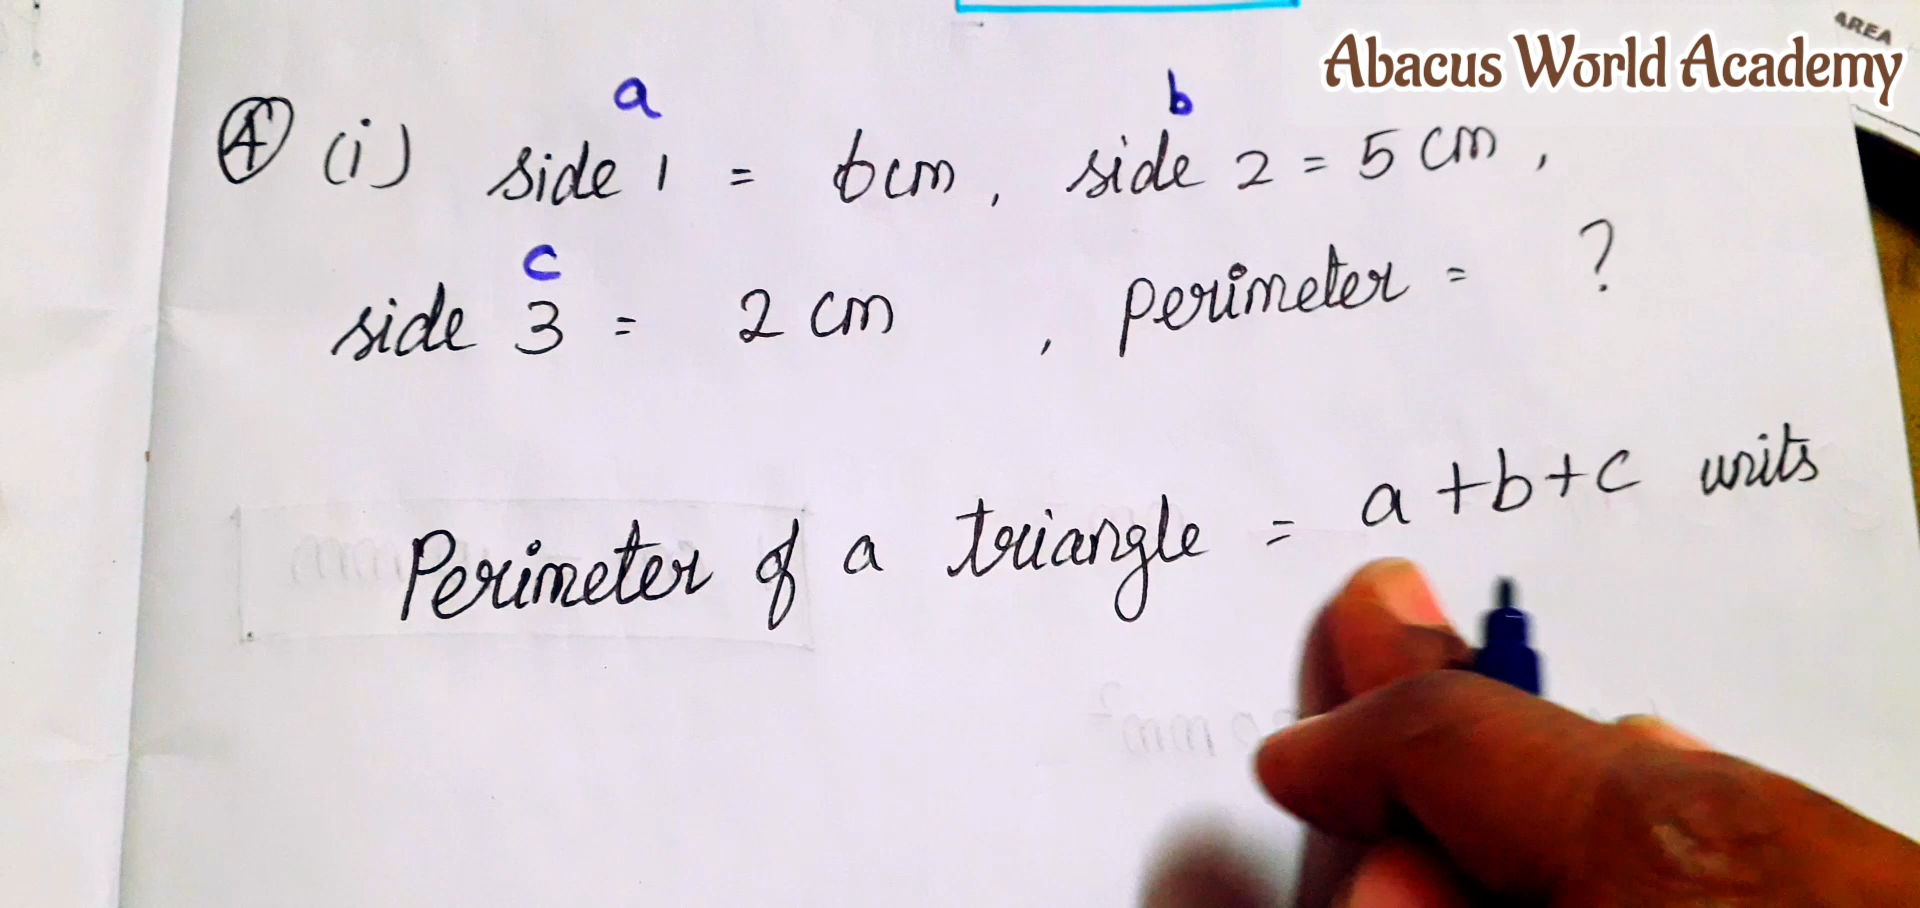 AREA
Abacus World Academy
a b
④ (i) side 1 = 6cm, side 2 = 5 cm,
c
side 3 = 2 cm, perimeter = ?
Perimeter of a triangle = a + b + c units
mm²